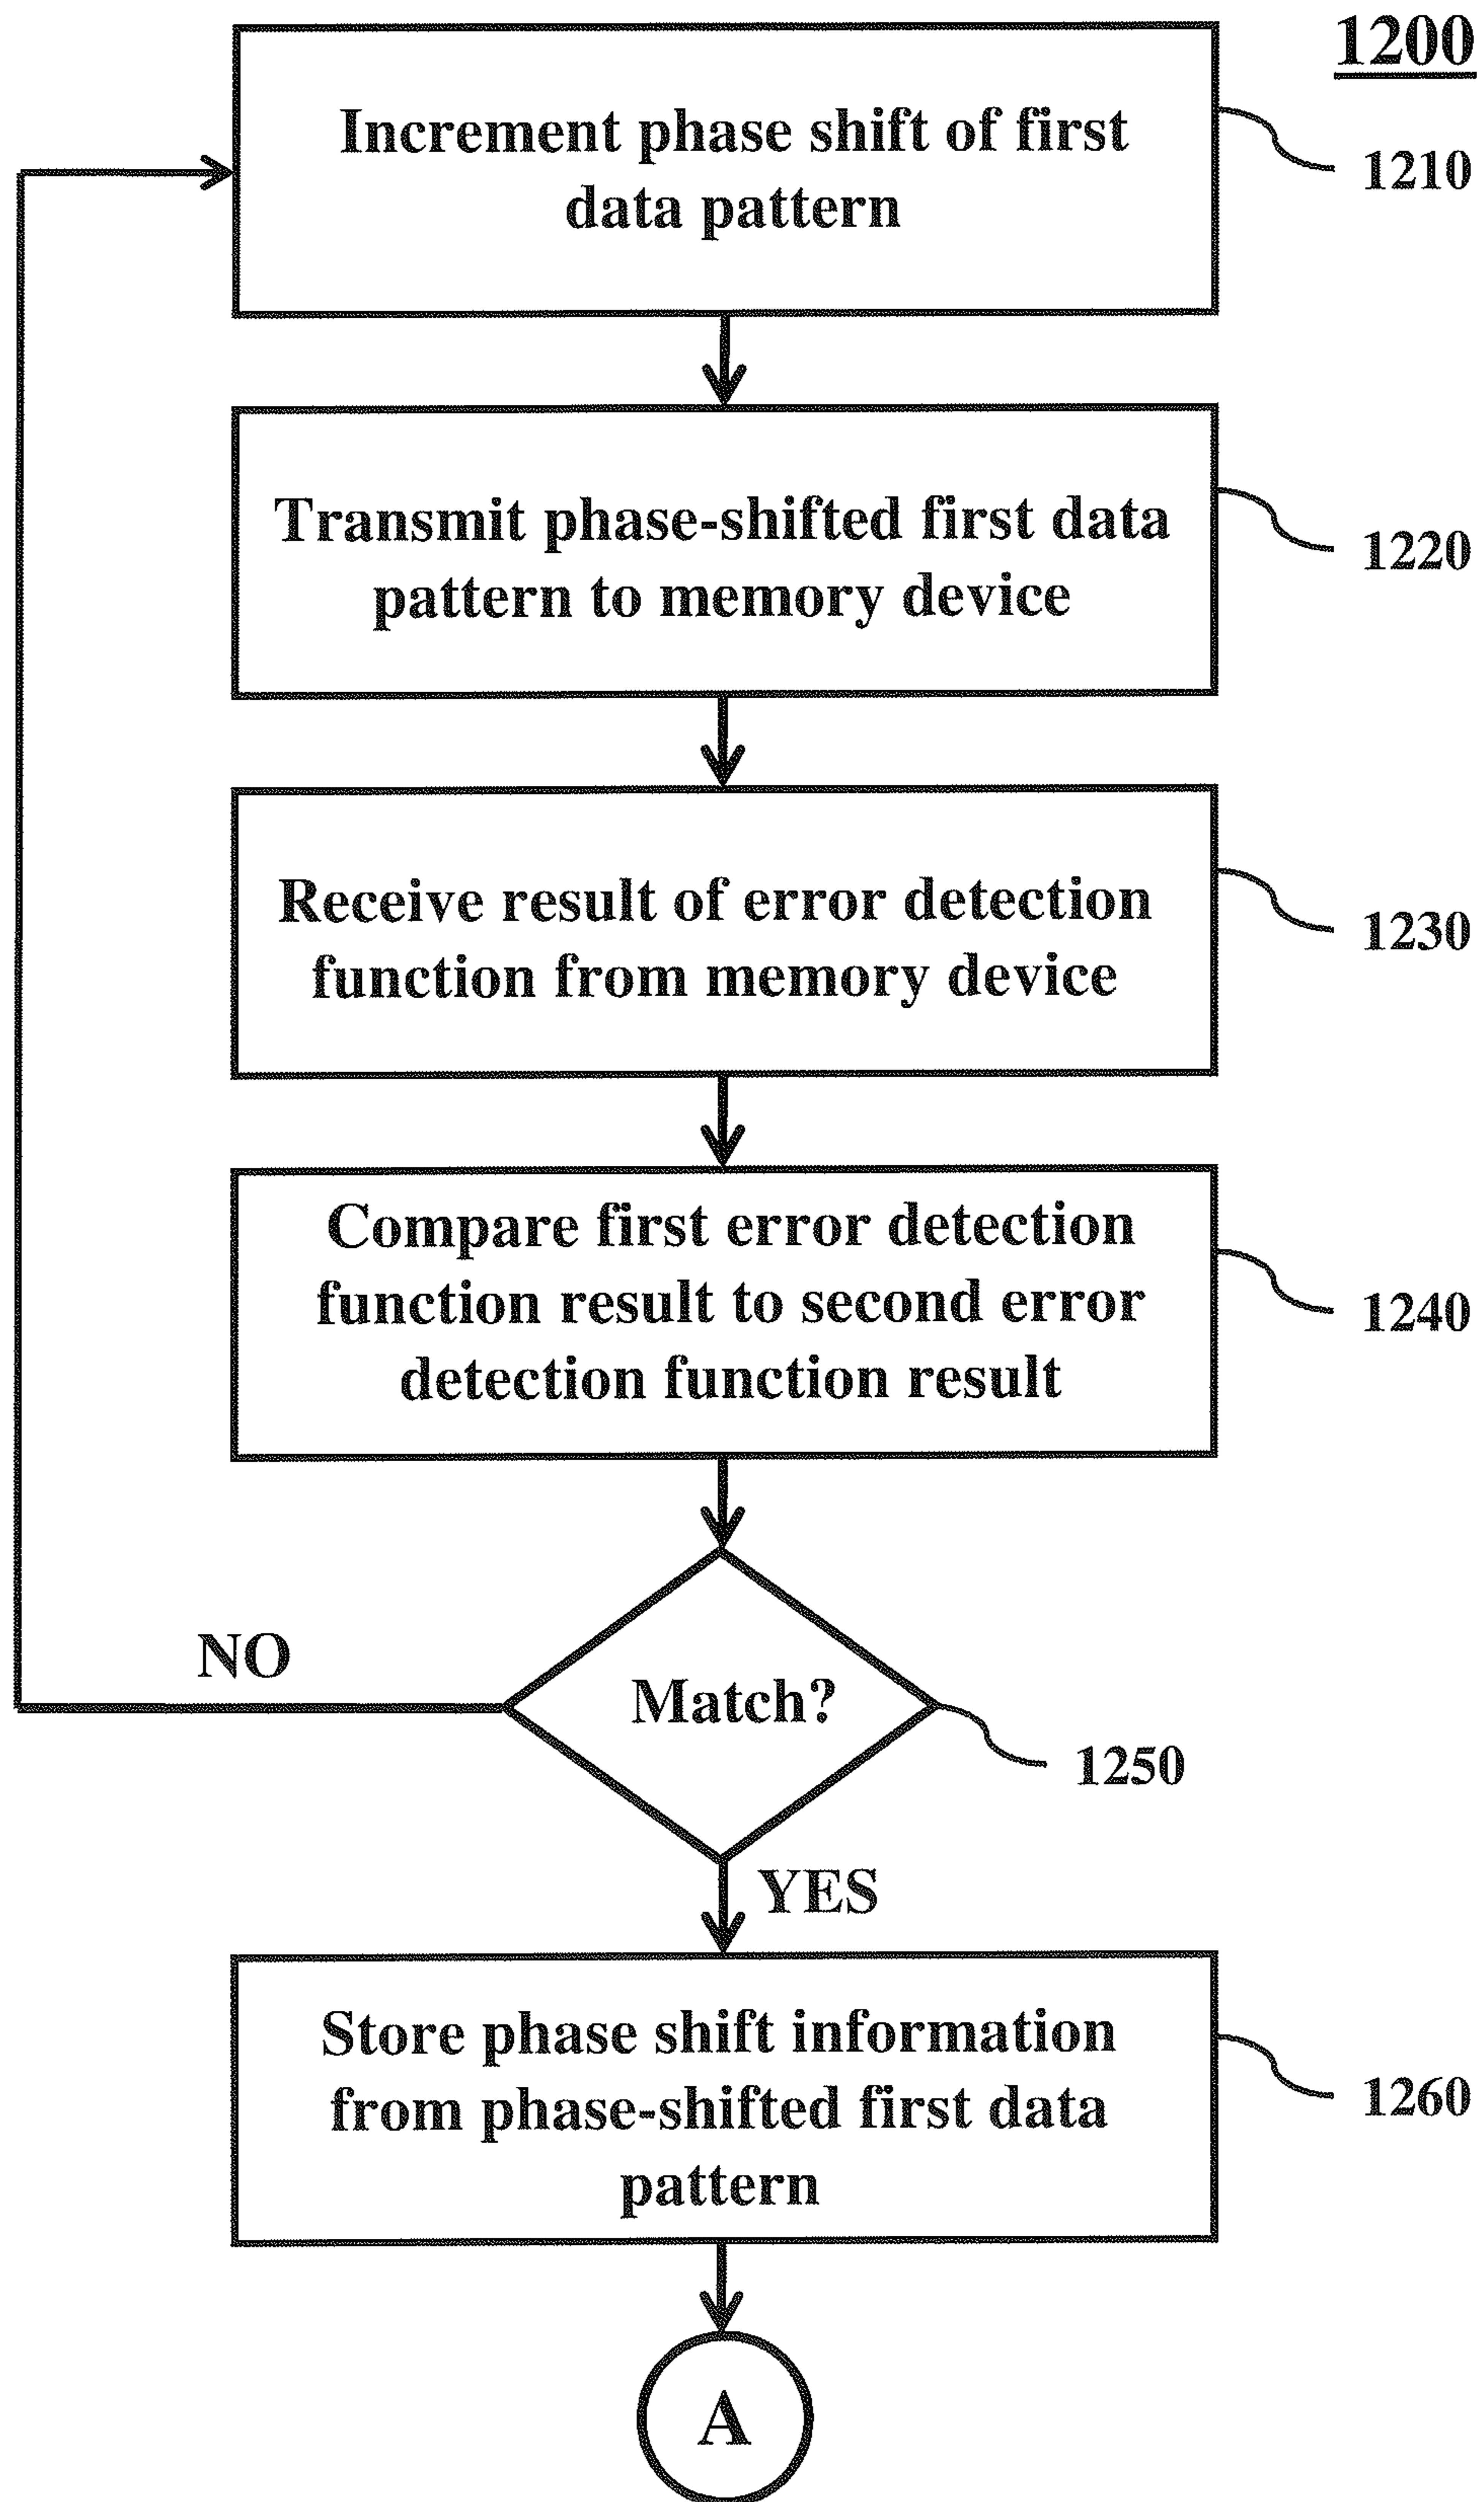 1200
Increment phase shift of first
data pattern
1210
Transmit phase-shifted first data
pattern to memory device
1220
Receive result of error detection
function from memory device
1230
Compare first error detection
function result to second error
detection function result
1240
Match?
NO
1250
YES
Store phase shift information
from phase-shifted first data
pattern
1260
A